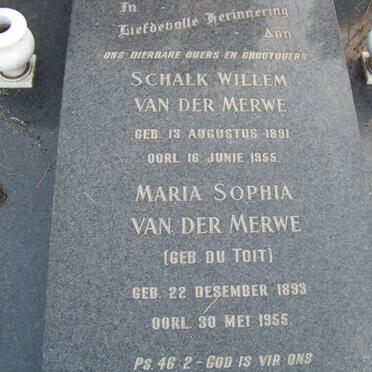 In
Liefdevolle Herinnering
Aan
ONS DIERBARE OUERS EN GROOTOUERS
SCHALK WILLEM
VAN DER MERWE
GEB. 13 AUGUSTUS 1891
OORL. 16 JUNIE 1955.
MARIA SOPHIA
VAN DER MERWE
(GEB. DU TOIT)
GEB. 22 DESEMBER 1893
OORL. 30 MEI 1955.
PS. 46:2 - GOD IS VIR ONS